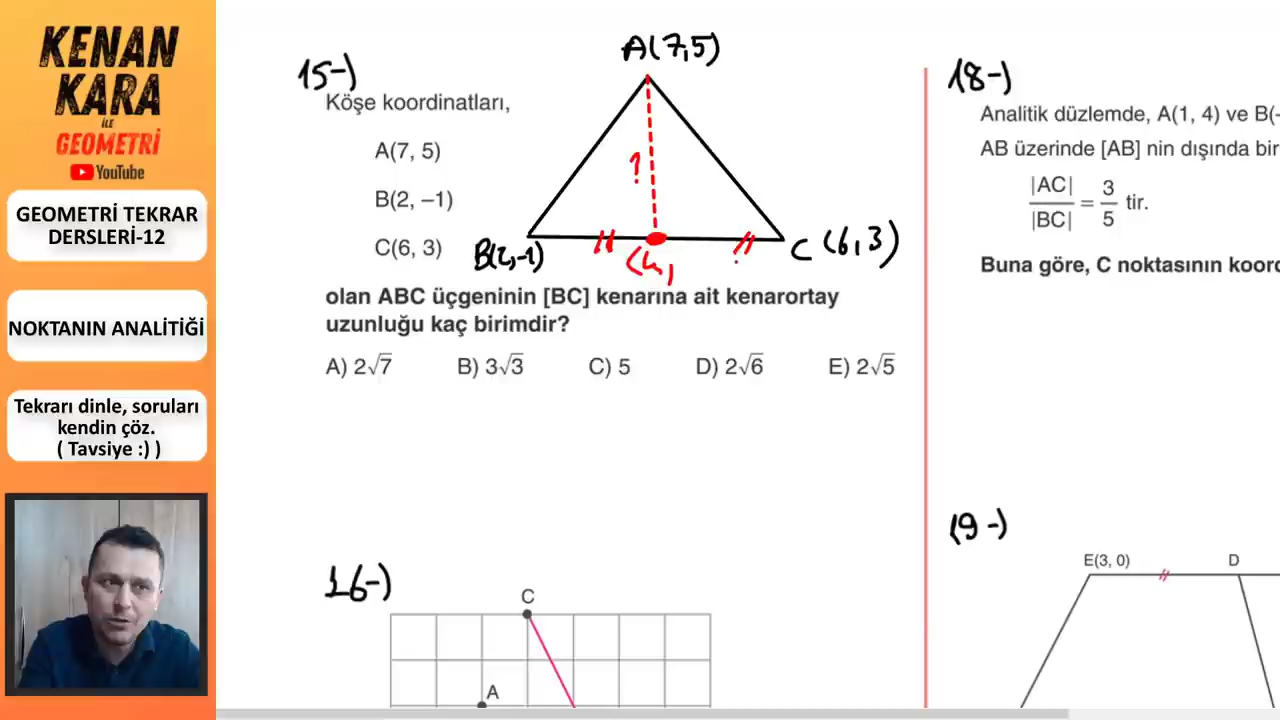 KENAN
KARA
İLE
GEOMETRİ
YouTube
GEOMETRİ TEKRAR
DERSLERİ-12
NOKTANIN ANALİTİĞİ
Tekrarı dinle, soruları
kendin çöz.
( Tavsiye :) )
15-)
Köşe koordinatları,
A(7, 5)
B(2, –1)
C(6, 3)
A(7,5)
?
B(2,-1)
(4,
C (6,3)
olan ABC üçgeninin [BC] kenarına ait kenarortay
uzunluğu kaç birimdir?
A) 2√7 B) 3√3 C) 5 D) 2√6 E) 2√5
16-)
C
A
18-)
Analitik düzlemde, A(1, 4) ve B(-
AB üzerinde [AB] nin dışında bir
|AC|/|BC| = 3/5 tir.
Buna göre, C noktasının koord
19-)
E(3, 0) D